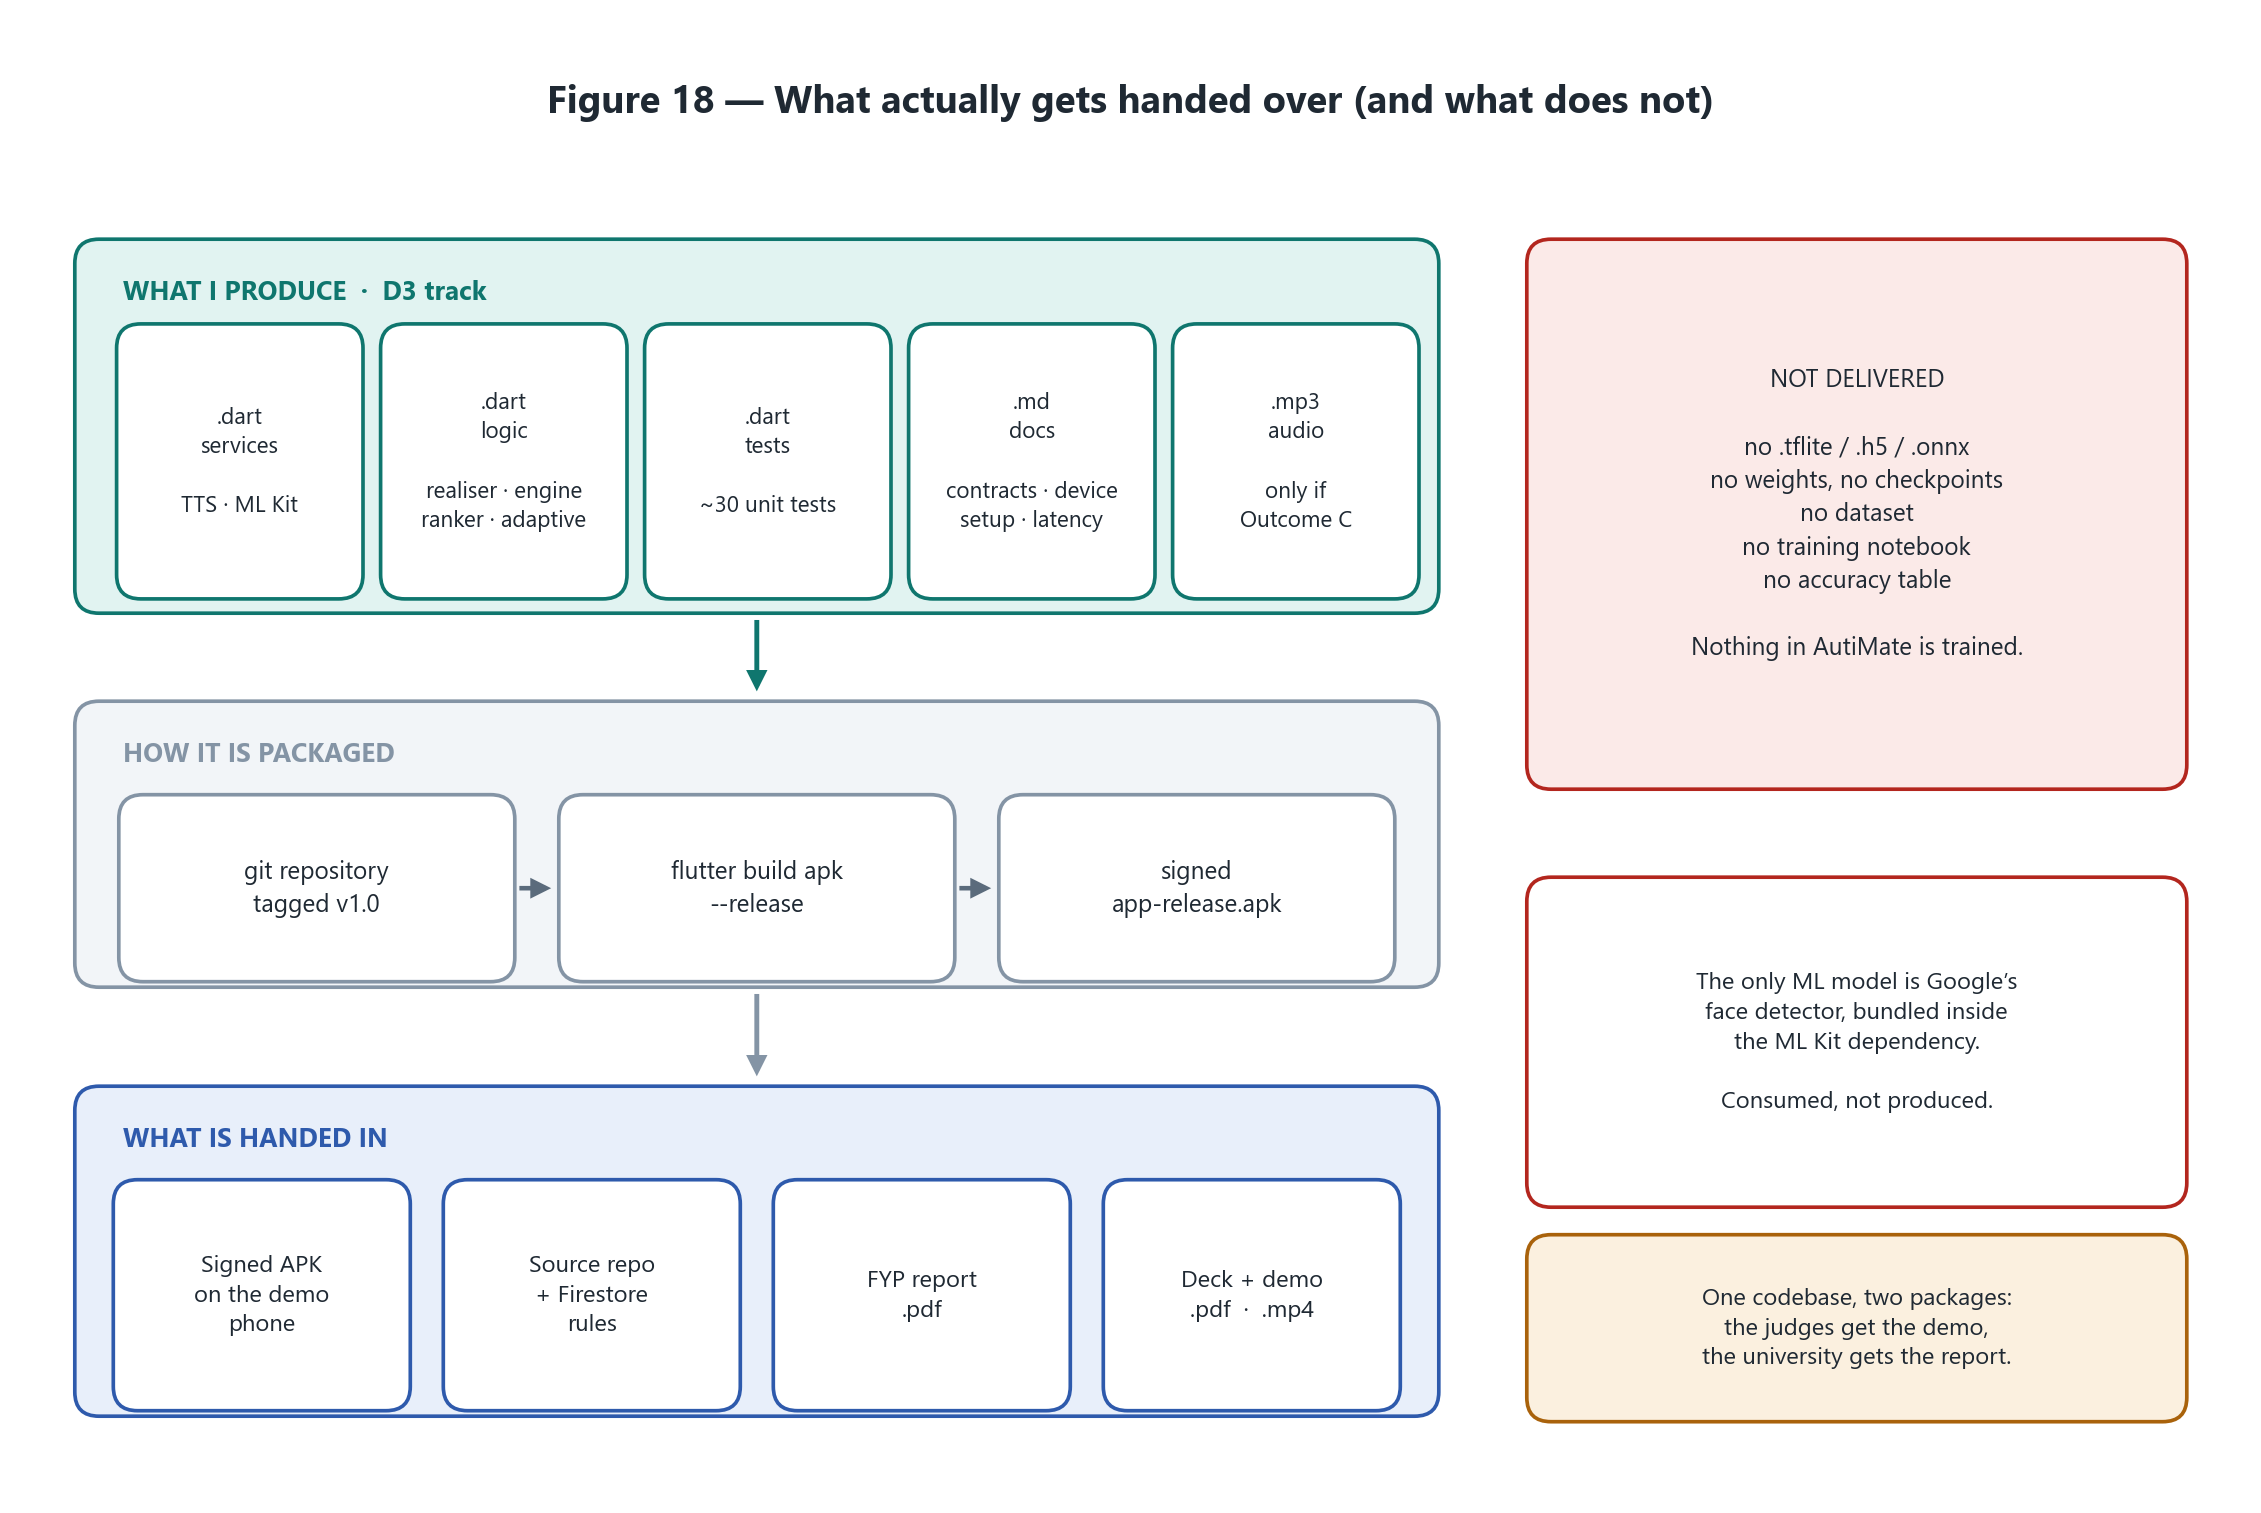 Figure 18 — What actually gets handed over (and what does not)
WHAT I PRODUCE · D3 track
.dart
services
TTS · ML Kit
.dart
logic
realiser · engine
ranker · adaptive
.dart
tests
~30 unit tests
.md
docs
contracts · device
setup · latency
.mp3
audio
only if
Outcome C
HOW IT IS PACKAGED
git repository
tagged v1.0
flutter build apk
--release
signed
app-release.apk
WHAT IS HANDED IN
Signed APK
on the demo
phone
Source repo
+ Firestore
rules
FYP report
.pdf
Deck + demo
.pdf · .mp4
NOT DELIVERED
no .tflite / .h5 / .onnx
no weights, no checkpoints
no dataset
no training notebook
no accuracy table
Nothing in AutiMate is trained.
The only ML model is Google’s
face detector, bundled inside
the ML Kit dependency.
Consumed, not produced.
One codebase, two packages:
the judges get the demo,
the university gets the report.